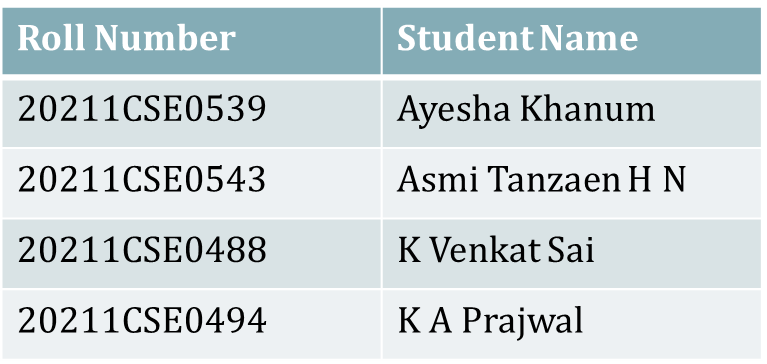 Roll Number Student Name
20211CSE0539 Ayesha Khanum
20211CSE0543 Asmi Tanzaen H N
20211CSE0488 K Venkat Sai
20211CSE0494 K A Prajwal